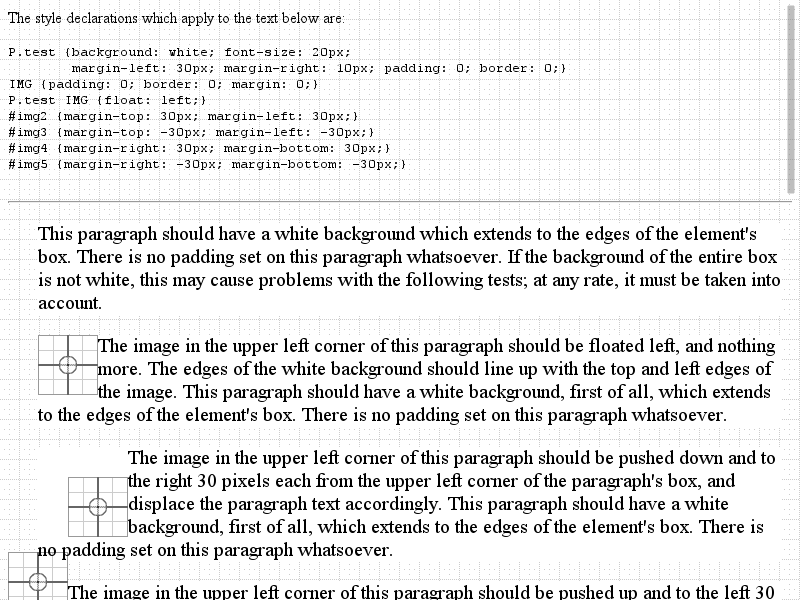 The style declarations which apply to the text below are:
P.test {background: white; font-size: 20px;
margin-left: 30px; margin-right: 10px; padding: 0; border: 0;}
IMG {padding: 0; border: 0; margin: 0;}
P.test IMG {float: left;}
#img2 {margin-top: 30px; margin-left: 30px;}
#img3 {margin-top: -30px; margin-left: -30px;}
#img4 {margin-right: 30px; margin-bottom: 30px;}
#img5 {margin-right: -30px; margin-bottom: -30px;}
This paragraph should have a white background which extends to the edges of the element's
box. There is no padding set on this paragraph whatsoever. If the background of the entire box
is not white, this may cause problems with the following tests; at any rate, it must be taken into
account.
The image in the upper left corner of this paragraph should be floated left, and nothing
more. The edges of the white background should line up with the top and left edges of
the image. This paragraph should have a white background, first of all, which extends
to the edges of the element's box. There is no padding set on this paragraph whatsoever.
The image in the upper left corner of this paragraph should be pushed down and to
the right 30 pixels each from the upper left corner of the paragraph's box, and
displace the paragraph text accordingly. This paragraph should have a white
background, first of all, which extends to the edges of the element's box. There is
no padding set on this paragraph whatsoever.
The image in the upper left corner of this paragraph should be pushed up and to the left 30